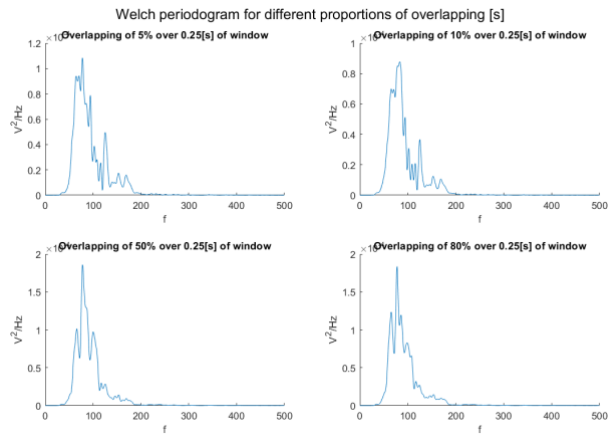 Welch periodogram for different proportions of overlapping [s]
Overlapping of 5% over 0.25[s] of window
Overlapping of 10% over 0.25[s] of window
1.2
1
0.8
0.6
0.4
0.2
0
V²/Hz
0 100 200 300 400 500
f
1
0.8
0.6
0.4
0.2
0
V²/Hz
0 100 200 300 400 500
f
Overlapping of 50% over 0.25[s] of window
Overlapping of 80% over 0.25[s] of window
2
1.5
1
0.5
0
V²/Hz
0 100 200 300 400 500
f
2
1.5
1
0.5
0
V²/Hz
0 100 200 300 400 500
f